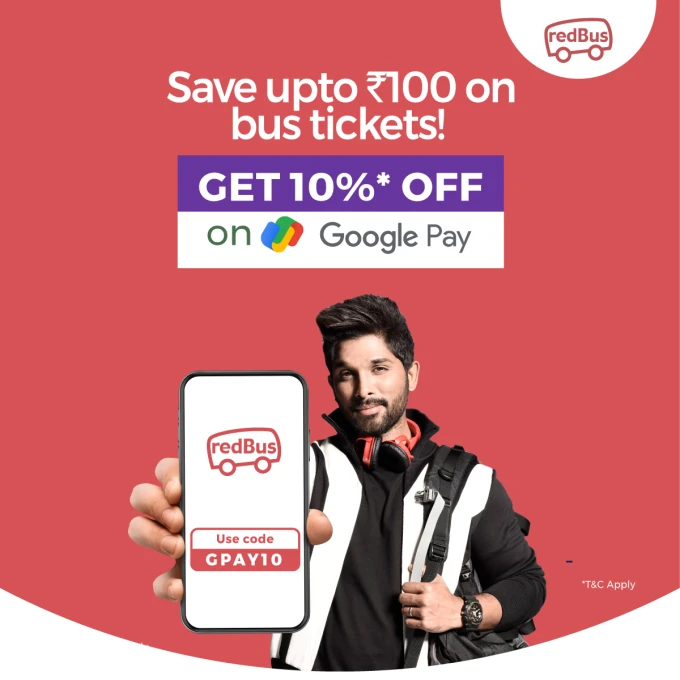 redBus
Save upto ₹100 on
bus tickets!
GET 10%* OFF
on Google Pay
redBus
Use code
GPAY10
*T&C Apply